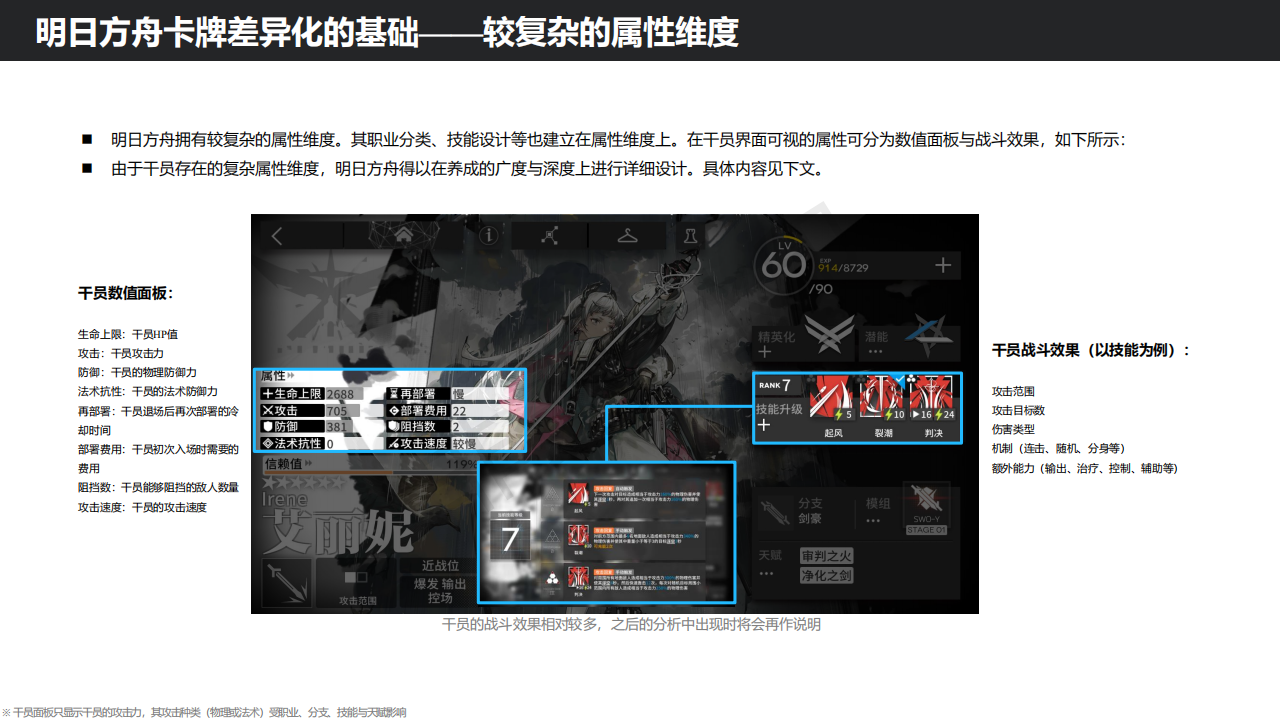 明日方舟卡牌差异化的基础——较复杂的属性维度
■ 明日方舟拥有较复杂的属性维度。其职业分类、技能设计等也建立在属性维度上。在干员界面可视的属性可分为数值面板与战斗效果，如下所示：
■ 由于干员存在的复杂属性维度，明日方舟得以在养成的广度与深度上进行详细设计。具体内容见下文。
干员数值面板：
生命上限：干员HP值
攻击：干员攻击力
防御：干员的物理防御力
法术抗性：干员的法术防御力
再部署：干员退场后再次部署的冷
却时间
部署费用：干员初次入场时需要的
费用
阻挡数：干员能够阻挡的敌人数量
攻击速度：干员的攻击速度
LV
60
EXP
914/8729
/90
精英化
潜能
属性
生命上限 2688 再部署 慢
攻击 705 部署费用 22
防御 381 阻挡数 2
法术抗性 0 攻击速度 较慢
信赖值 119%
Irene
艾丽妮
攻击范围
近战位
爆发 输出
控场
RANK 7
技能升级
5
10
16 24
起风 裂潮 判决
7
起风
裂潮
判决
分支
剑豪
模组
SWO-Y
STAGE 01
天赋
审判之火
净化之剑
干员战斗效果（以技能为例）：
攻击范围
攻击目标数
伤害类型
机制（连击、随机、分身等）
额外能力（输出、治疗、控制、辅助等）
干员的战斗效果相对较多，之后的分析中出现时将会再作说明
※ 干员面板只显示干员的攻击力，其攻击种类（物理或法术）受职业、分支、技能与天赋影响